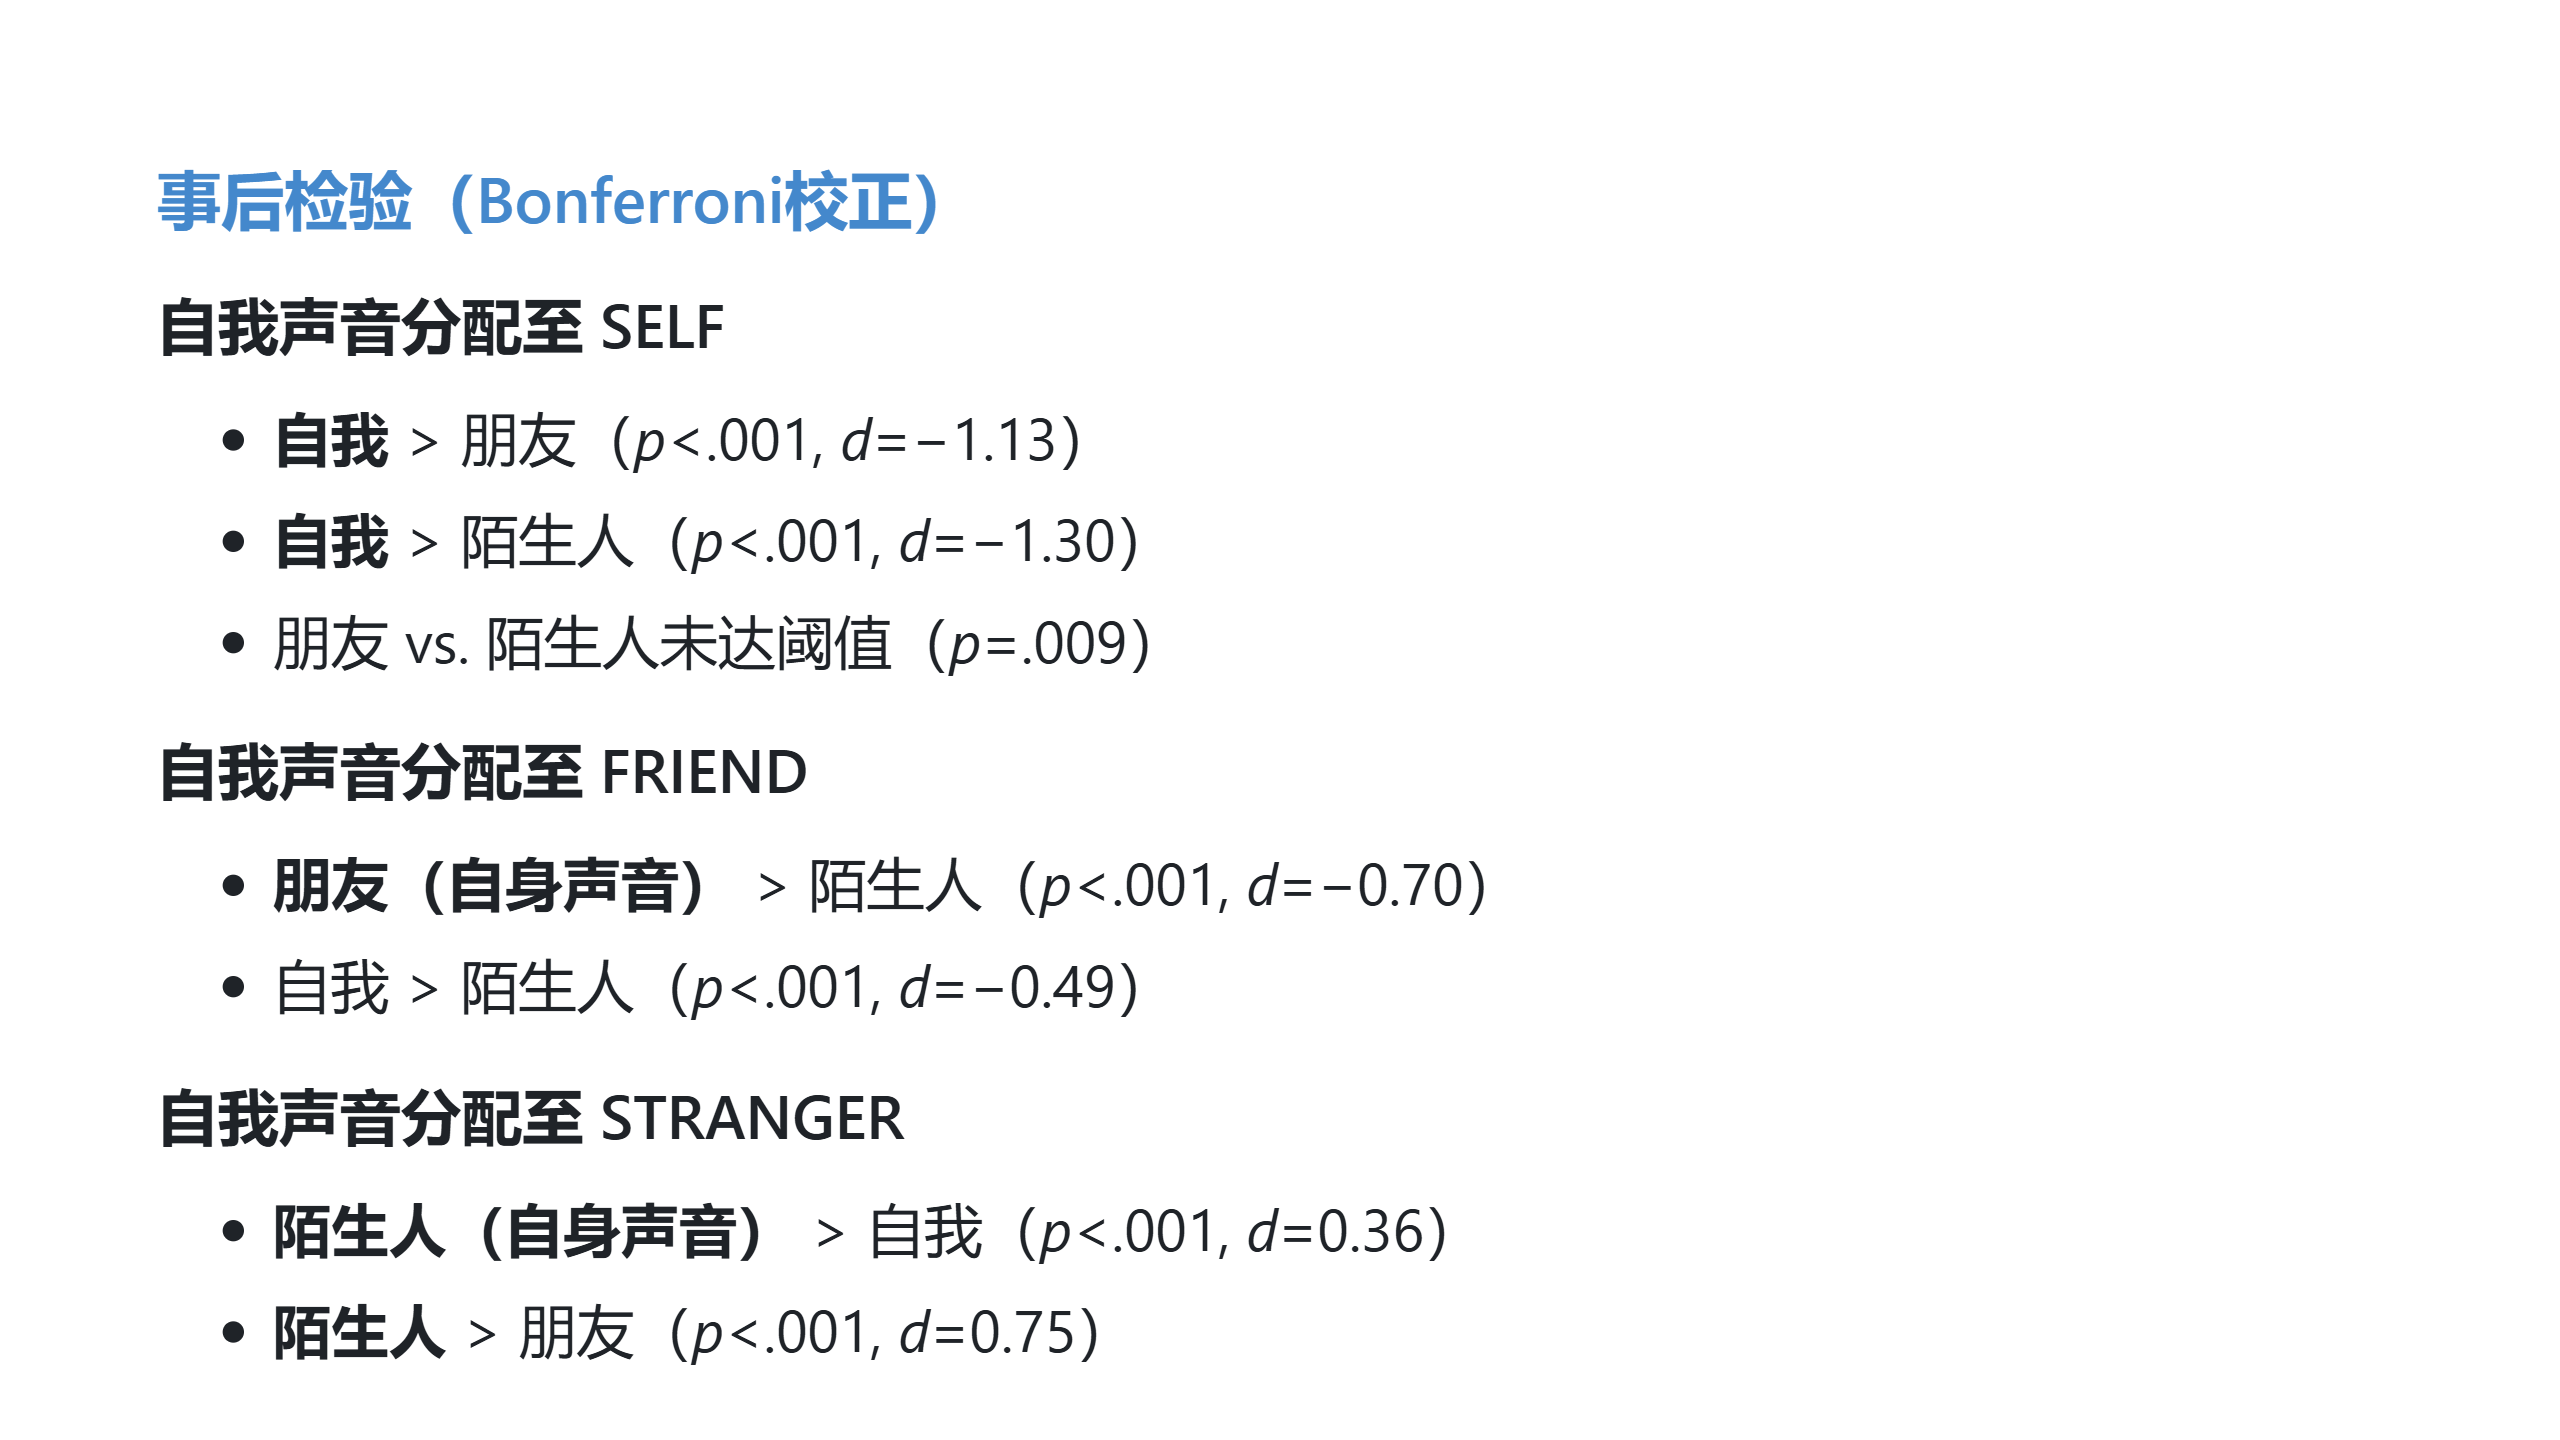 事后检验（Bonferroni校正）
自我声音分配至 SELF
• 自我 > 朋友（p<.001, d=−1.13）
• 自我 > 陌生人（p<.001, d=−1.30）
• 朋友 vs. 陌生人未达阈值（p=.009）
自我声音分配至 FRIEND
• 朋友（自身声音） > 陌生人（p<.001, d=−0.70）
• 自我 > 陌生人（p<.001, d=−0.49）
自我声音分配至 STRANGER
• 陌生人（自身声音） > 自我（p<.001, d=0.36）
• 陌生人 > 朋友（p<.001, d=0.75）